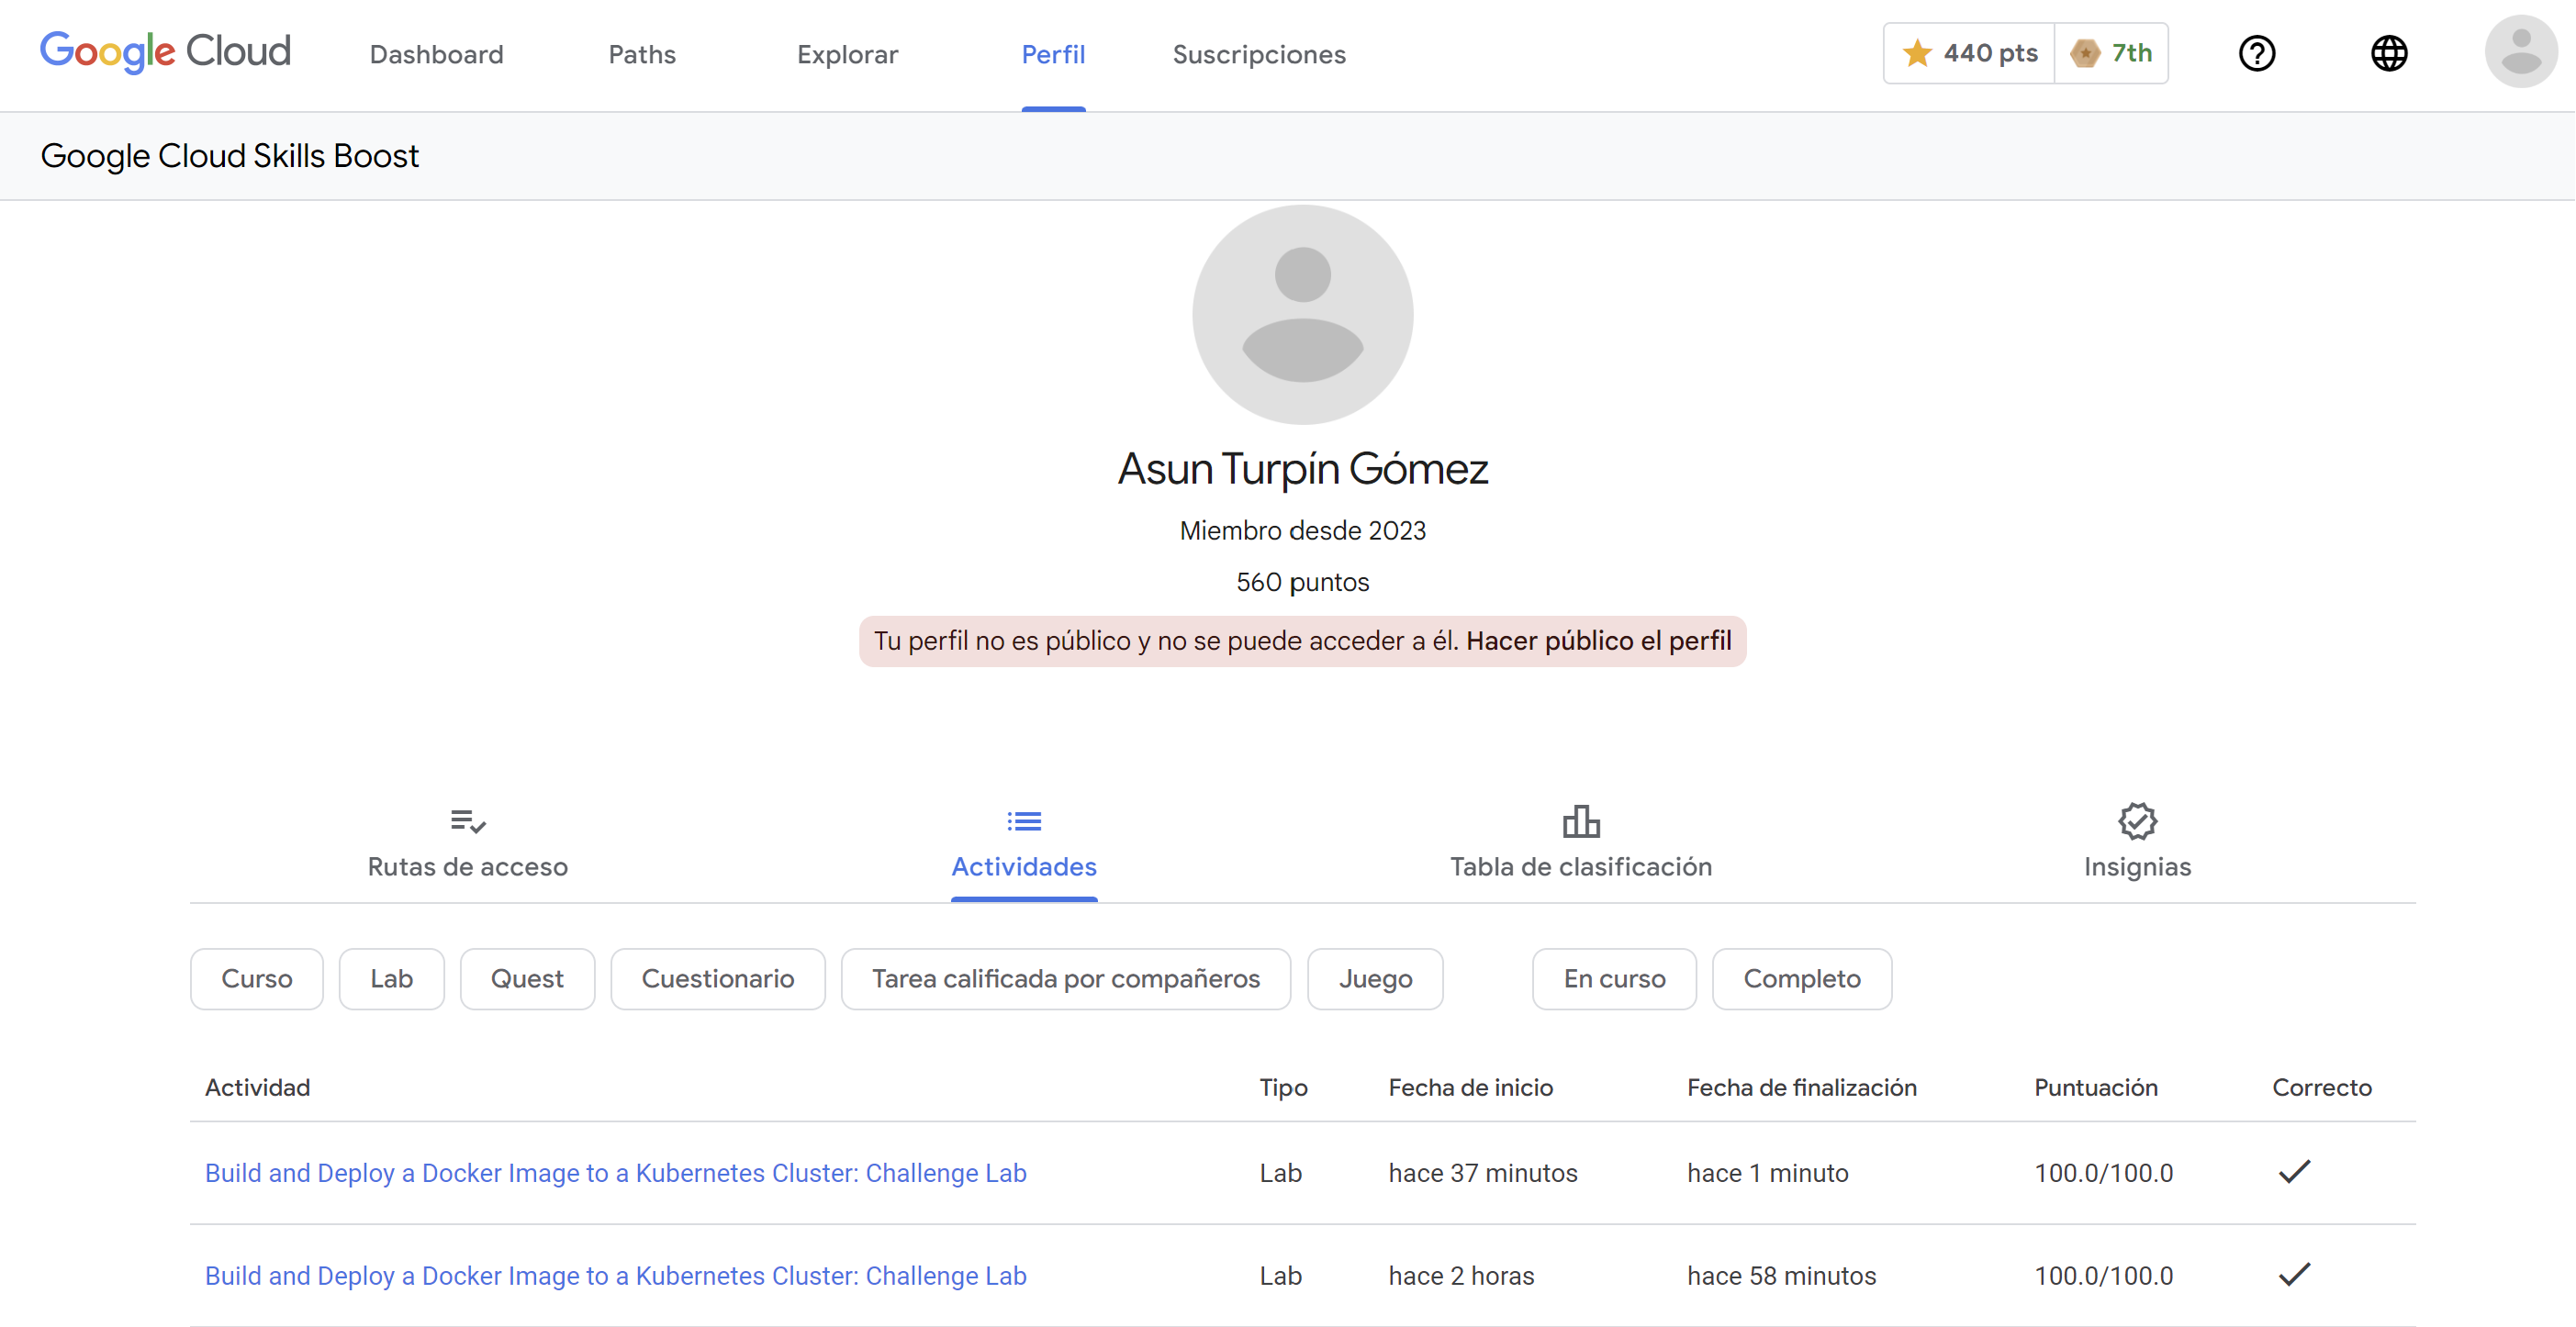 Google Cloud Dashboard Paths Explorar Perfil Suscripciones 440 pts 7th
Google Cloud Skills Boost
Asun Turpín Gómez
Miembro desde 2023
560 puntos
Tu perfil no es público y no se puede acceder a él. Hacer público el perfil
Rutas de acceso Actividades Tabla de clasificación Insignias
Curso Lab Quest Cuestionario Tarea calificada por compañeros Juego En curso Completo
Actividad Tipo Fecha de inicio Fecha de finalización Puntuación Correcto
Build and Deploy a Docker Image to a Kubernetes Cluster: Challenge Lab Lab hace 37 minutos hace 1 minuto 100.0/100.0
Build and Deploy a Docker Image to a Kubernetes Cluster: Challenge Lab Lab hace 2 horas hace 58 minutos 100.0/100.0